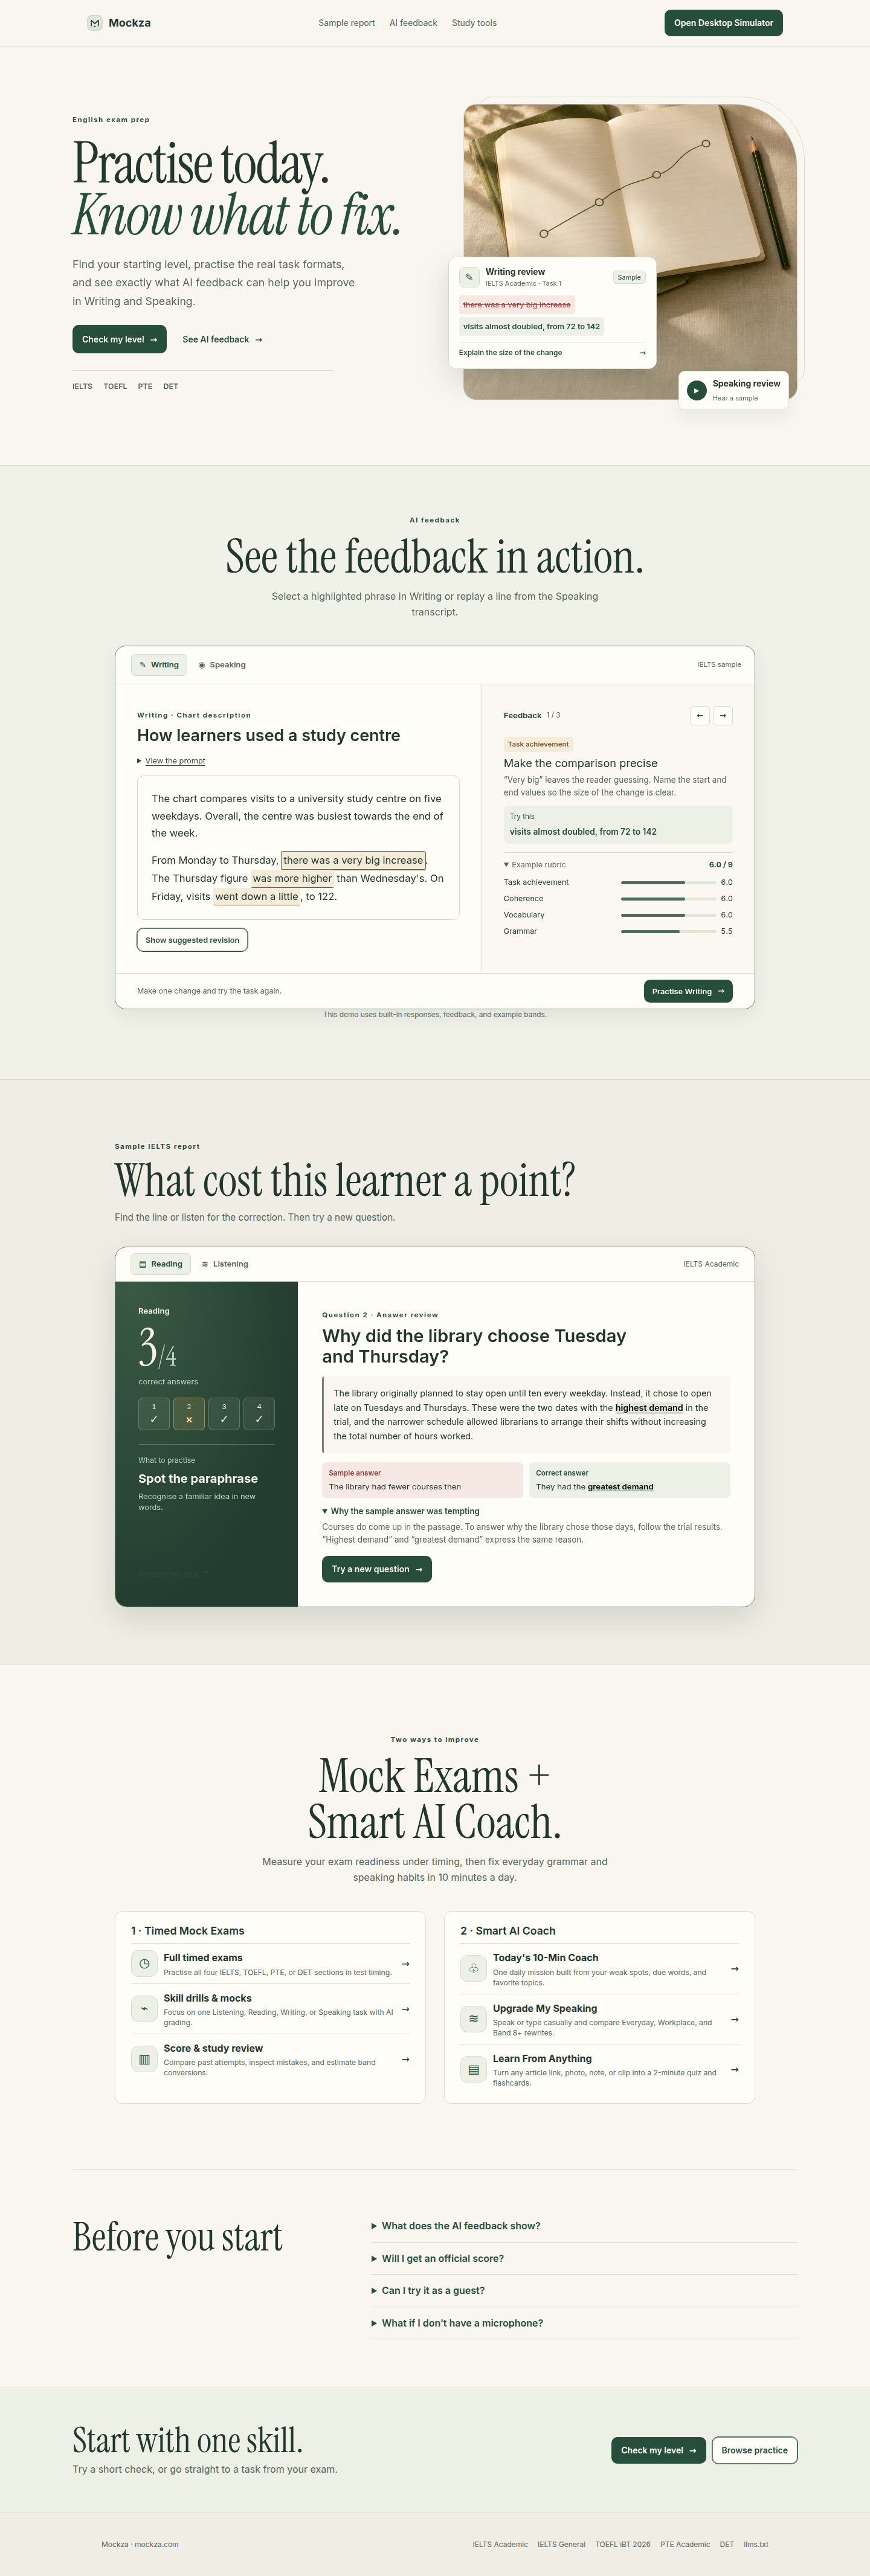 Mockza
Sample report
AI feedback
Study tools
Open Desktop Simulator
English exam prep
Practise today.
Know what to fix.
Find your starting level, practise the real task formats,
and see exactly what AI feedback can help you improve
in Writing and Speaking.
Check my level →
See AI feedback →
IELTS TOEFL PTE DET
Writing review
IELTS Academic · Task 1
Sample
there was a very big increase
visits almost doubled, from 72 to 142
Explain the size of the change →
Speaking review
Hear a sample
AI feedback
See the feedback in action.
Select a highlighted phrase in Writing or replay a line from the Speaking
transcript.
Writing
Speaking
IELTS sample
Writing · Chart description
How learners used a study centre
View the prompt
The chart compares visits to a university study centre on five
weekdays. Overall, the centre was busiest towards the end of
the week.
From Monday to Thursday, there was a very big increase.
The Thursday figure was more higher than Wednesday's. On
Friday, visits went down a little, to 122.
Show suggested revision
Feedback 1 / 3
← →
Task achievement
Make the comparison precise
“Very big” leaves the reader guessing. Name the start and
end values so the size of the change is clear.
Try this
visits almost doubled, from 72 to 142
Example rubric 6.0 / 9
Task achievement 6.0
Coherence 6.0
Vocabulary 6.0
Grammar 5.5
Make one change and try the task again.
Practise Writing →
This demo uses built-in responses, feedback, and example bands.
Sample IELTS report
What cost this learner a point?
Find the line or listen for the correction. Then try a new question.
Reading
Listening
IELTS Academic
Reading
3/4
correct answers
1 2 3 4
✓ × ✓ ✓
What to practise
Spot the paraphrase
Recognise a familiar idea in new
words.
Question 2 · Answer review
Why did the library choose Tuesday
and Thursday?
The library originally planned to stay open until ten every weekday. Instead, it chose to open
late on Tuesdays and Thursdays. These were the two dates with the highest demand in the
trial, and the narrower schedule allowed librarians to arrange their shifts without increasing
the total number of hours worked.
Sample answer
The library had fewer courses then
Correct answer
They had the greatest demand
Why the sample answer was tempting
Courses do come up in the passage. To answer why the library chose those days, follow the trial results.
“Highest demand” and “greatest demand” express the same reason.
Try a new question →
Two ways to improve
Mock Exams +
Smart AI Coach.
Measure your exam readiness under timing, then fix everyday grammar and
speaking habits in 10 minutes a day.
1 · Timed Mock Exams
Full timed exams
Practise all four IELTS, TOEFL, PTE, or DET sections in test timing.
→
Skill drills & mocks
Focus on one Listening, Reading, Writing, or Speaking task with AI
grading.
→
Score & study review
Compare past attempts, inspect mistakes, and estimate band
conversions.
→
2 · Smart AI Coach
Today's 10-Min Coach
One daily mission built from your weak spots, due words, and
favorite topics.
→
Upgrade My Speaking
Speak or type casually and compare Everyday, Workplace, and
Band 8+ rewrites.
→
Learn From Anything
Turn any article link, photo, note, or clip into a 2-minute quiz and
flashcards.
→
Before you start
What does the AI feedback show?
Will I get an official score?
Can I try it as a guest?
What if I don’t have a microphone?
Start with one skill.
Try a short check, or go straight to a task from your exam.
Check my level →
Browse practice
Mockza · mockza.com
IELTS Academic
IELTS General
TOEFL iBT 2026
PTE Academic
DET
llms.txt